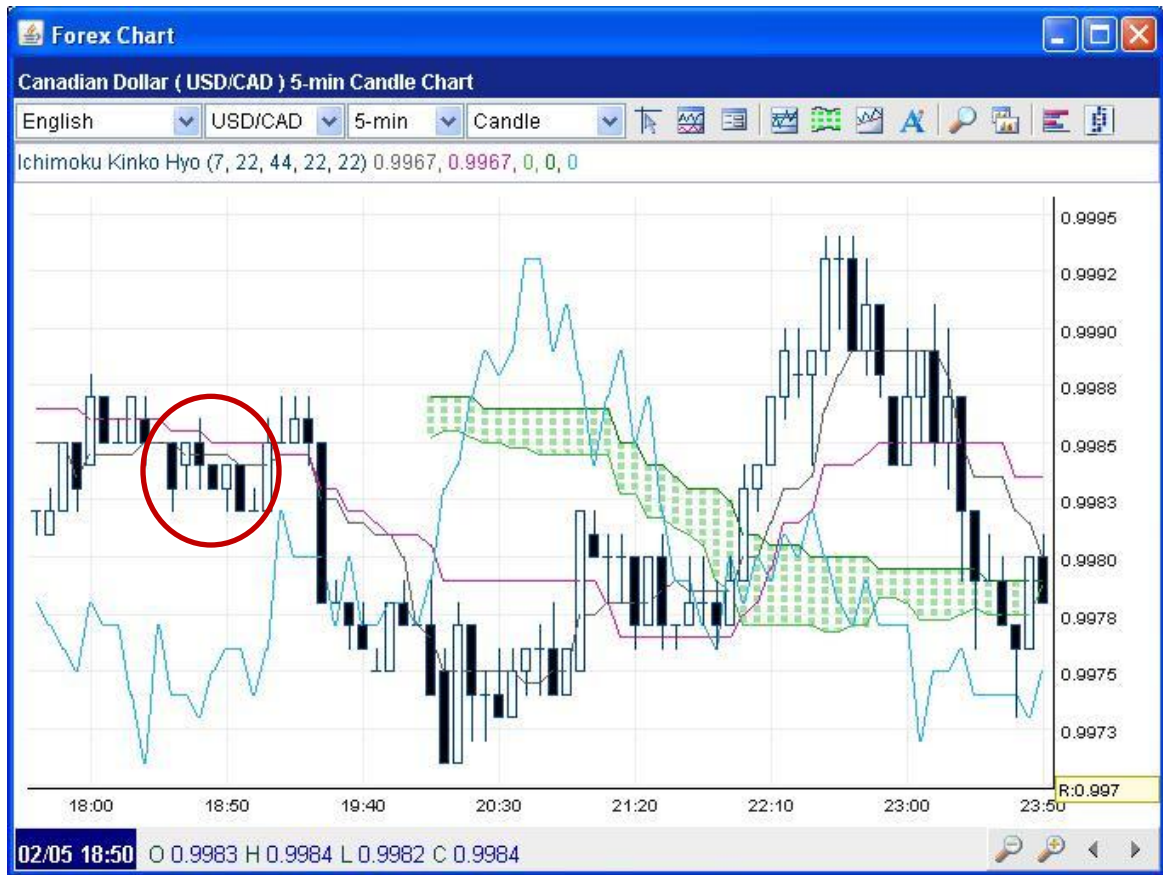 Forex Chart
Canadian Dollar ( USD/CAD ) 5-min Candle Chart
English USD/CAD 5-min Candle
Ichimoku Kinko Hyo (7, 22, 44, 22, 22) 0.9967, 0.9967, 0, 0, 0
0.9995
0.9992
0.9990
0.9988
0.9985
0.9983
0.9980
0.9978
0.9975
0.9973
R:0.997
18:00 18:50 19:40 20:30 21:20 22:10 23:00 23:50
02/05 18:50 O 0.9983 H 0.9984 L 0.9982 C 0.9984